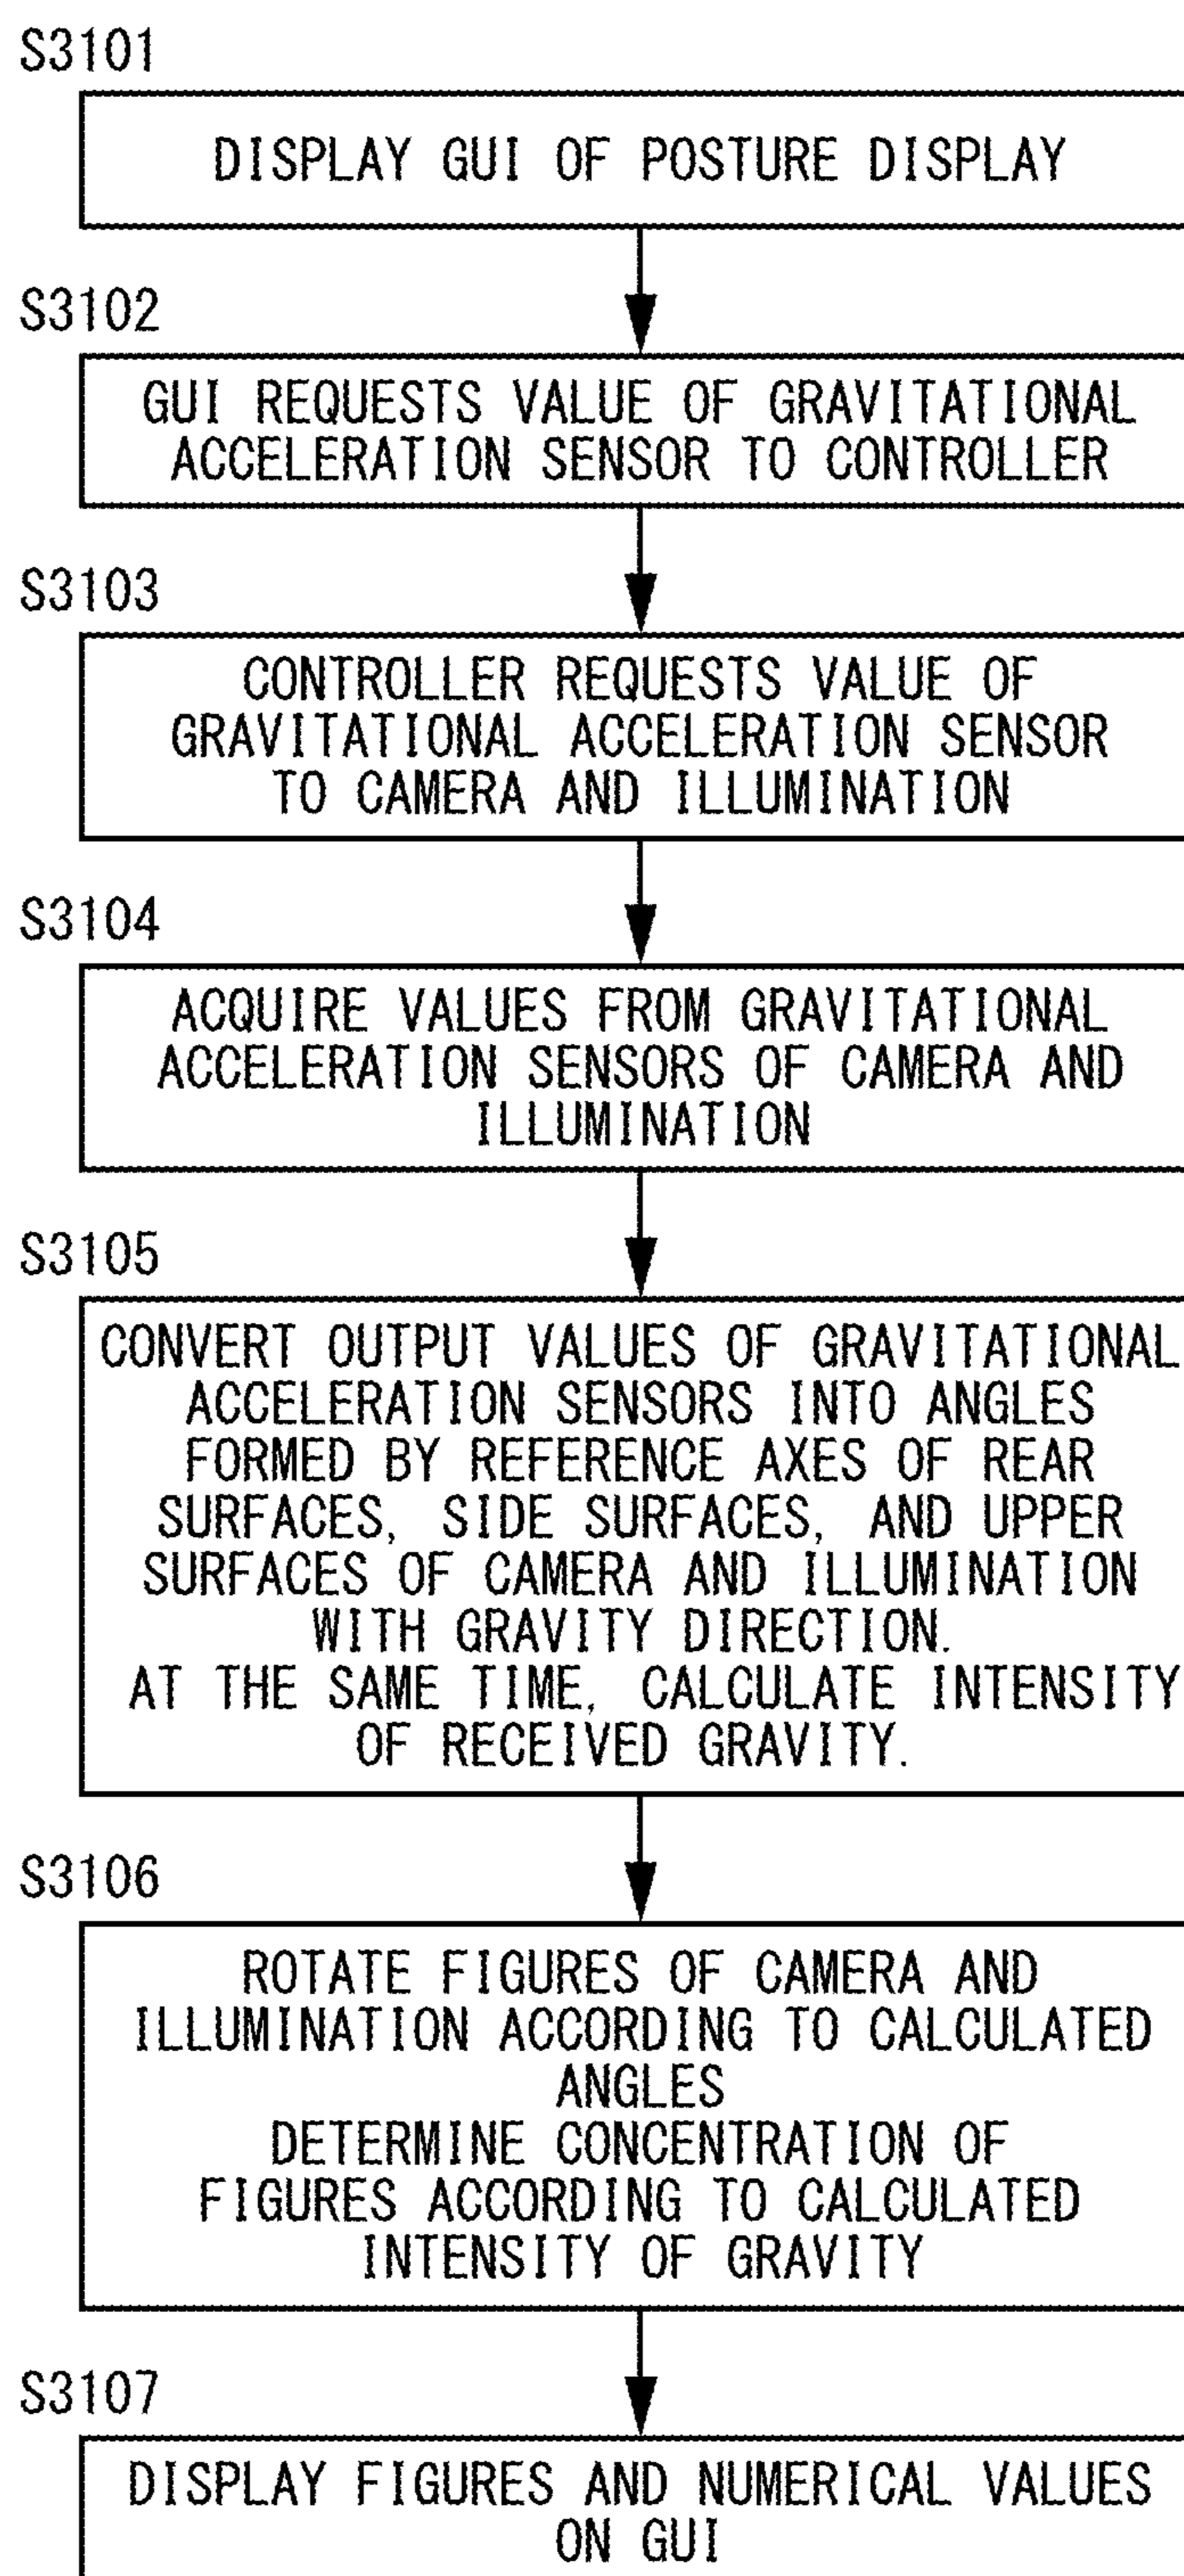 S3101
DISPLAY GUI OF POSTURE DISPLAY
S3102
GUI REQUESTS VALUE OF GRAVITATIONAL
ACCELERATION SENSOR TO CONTROLLER
S3103
CONTROLLER REQUESTS VALUE OF
GRAVITATIONAL ACCELERATION SENSOR
TO CAMERA AND ILLUMINATION
S3104
ACQUIRE VALUES FROM GRAVITATIONAL
ACCELERATION SENSORS OF CAMERA AND
ILLUMINATION
S3105
CONVERT OUTPUT VALUES OF GRAVITATIONAL
ACCELERATION SENSORS INTO ANGLES
FORMED BY REFERENCE AXES OF REAR
SURFACES, SIDE SURFACES, AND UPPER
SURFACES OF CAMERA AND ILLUMINATION
WITH GRAVITY DIRECTION.
AT THE SAME TIME, CALCULATE INTENSITY
OF RECEIVED GRAVITY.
S3106
ROTATE FIGURES OF CAMERA AND
ILLUMINATION ACCORDING TO CALCULATED
ANGLES
DETERMINE CONCENTRATION OF
FIGURES ACCORDING TO CALCULATED
INTENSITY OF GRAVITY
S3107
DISPLAY FIGURES AND NUMERICAL VALUES
ON GUI